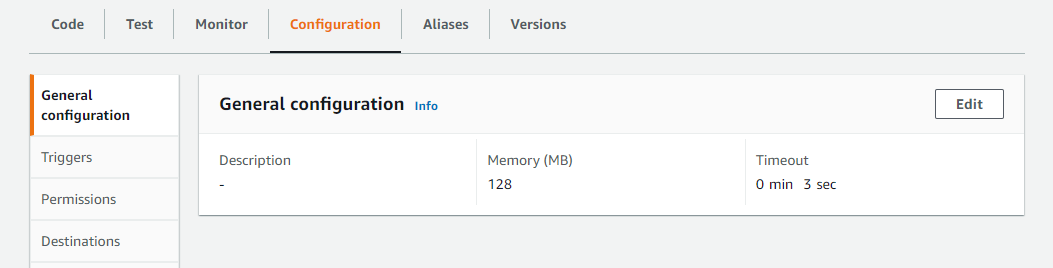 Code Test Monitor Configuration Aliases Versions
General configuration
Triggers
Permissions
Destinations
General configuration Info Edit
Description Memory (MB) Timeout
- 128 0 min 3 sec